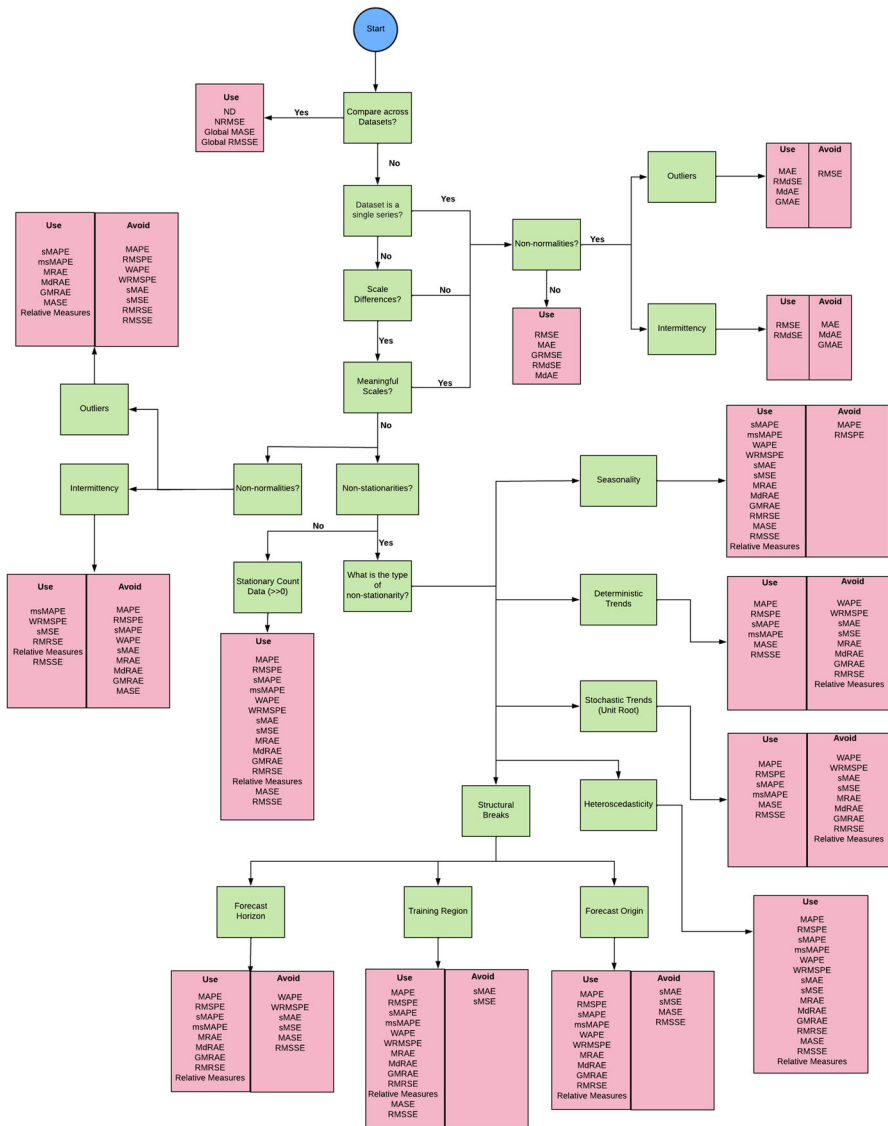 Start
Compare across
Datasets?
Yes
Use
ND
NRMSE
Global MASE
Global RMSSE
No
Dataset is a
single series?
Yes
No
Scale
Differences?
No
Yes
Meaningful
Scales?
Yes
No
Non-normalities?
Yes
No
Use
RMSE
MAE
GRMSE
RMdSE
MdAE
Outliers
Use
MAE
RMdSE
MdAE
GMAE
Avoid
RMSE
Intermittency
Use
RMSE
RMdSE
Avoid
MAE
MdAE
GMAE
Use
sMAPE
msMAPE
MRAE
MdRAE
GMRAE
MASE
Relative Measures
Avoid
MAPE
RMSPE
WAPE
WRMSPE
sMAE
sMSE
RMRSE
RMSSE
Outliers
Intermittency
Non-normalities?
Non-stationarities?
Use
msMAPE
WRMSPE
sMSE
RMRSE
Relative Measures
RMSSE
Avoid
MAPE
RMSPE
sMAPE
WAPE
sMAE
MRAE
MdRAE
GMRAE
MASE
No
Yes
Stationary Count
Data (>>0)
What is the type
of
non-stationarity?
Use
MAPE
RMSPE
sMAPE
msMAPE
WAPE
WRMSPE
sMAE
sMSE
MRAE
MdRAE
GMRAE
RMRSE
Relative Measures
MASE
RMSSE
Seasonality
Use
sMAPE
msMAPE
WAPE
WRMSPE
sMAE
sMSE
MRAE
MdRAE
GMRAE
RMRSE
MASE
RMSSE
Relative Measures
Avoid
MAPE
RMSPE
Deterministic
Trends
Use
MAPE
RMSPE
sMAPE
msMAPE
MASE
RMSSE
Avoid
WAPE
WRMSPE
sMAE
sMSE
MRAE
MdRAE
GMRAE
RMRSE
Relative Measures
Stochastic Trends
(Unit Root)
Use
MAPE
RMSPE
sMAPE
msMAPE
MASE
RMSSE
Avoid
WAPE
WRMSPE
sMAE
sMSE
MRAE
MdRAE
GMRAE
RMRSE
Relative Measures
Structural
Breaks
Heteroscedasticity
Use
MAPE
RMSPE
sMAPE
msMAPE
WAPE
WRMSPE
sMAE
sMSE
MRAE
MdRAE
GMRAE
RMRSE
MASE
RMSSE
Relative Measures
Forecast
Horizon
Use
MAPE
RMSPE
sMAPE
msMAPE
MRAE
MdRAE
GMRAE
RMRSE
Relative Measures
Avoid
WAPE
WRMSPE
sMAE
sMSE
MASE
RMSSE
Training Region
Use
MAPE
RMSPE
sMAPE
msMAPE
WAPE
WRMSPE
MRAE
MdRAE
GMRAE
RMRSE
Relative Measures
MASE
RMSSE
Avoid
sMAE
sMSE
Forecast Origin
Use
MAPE
RMSPE
sMAPE
msMAPE
WAPE
WRMSPE
MRAE
MdRAE
GMRAE
RMRSE
Relative Measures
Avoid
sMAE
sMSE
MASE
RMSSE